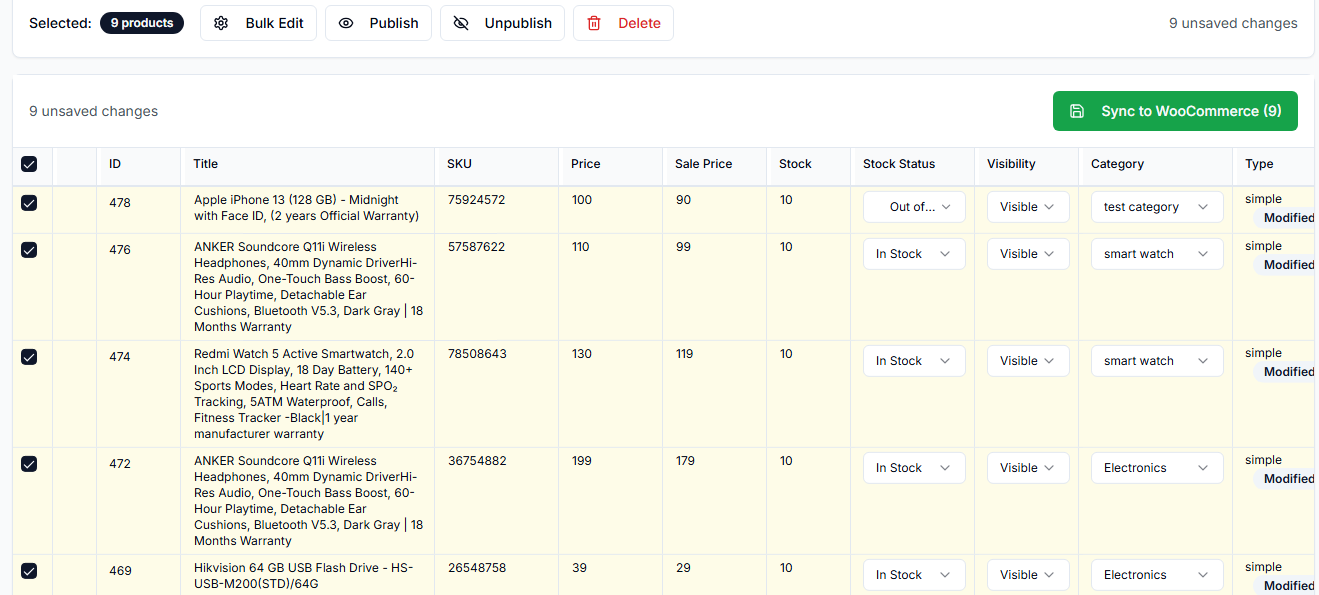 Selected: 9 products Bulk Edit Publish Unpublish Delete 9 unsaved changes
9 unsaved changes Sync to WooCommerce (9)
ID Title SKU Price Sale Price Stock Stock Status Visibility Category Type
478 Apple iPhone 13 (128 GB) - Midnight 75924572 100 90 10 Out of... Visible test category simple
with Face ID, (2 years Official Warranty) Modified
476 ANKER Soundcore Q11i Wireless 57587622 110 99 10 In Stock Visible smart watch simple
Headphones, 40mm Dynamic DriverHi- Modified
Res Audio, One-Touch Bass Boost, 60-
Hour Playtime, Detachable Ear
Cushions, Bluetooth V5.3, Dark Gray | 18
Months Warranty
474 Redmi Watch 5 Active Smartwatch, 2.0 78508643 130 119 10 In Stock Visible smart watch simple
Inch LCD Display, 18 Day Battery, 140+ Modified
Sports Modes, Heart Rate and SPO₂
Tracking, 5ATM Waterproof, Calls,
Fitness Tracker -Black|1 year
manufacturer warranty
472 ANKER Soundcore Q11i Wireless 36754882 199 179 10 In Stock Visible Electronics simple
Headphones, 40mm Dynamic DriverHi- Modified
Res Audio, One-Touch Bass Boost, 60-
Hour Playtime, Detachable Ear
Cushions, Bluetooth V5.3, Dark Gray | 18
Months Warranty
469 Hikvision 64 GB USB Flash Drive - HS- 26548758 39 29 10 In Stock Visible Electronics simple
USB-M200(STD)/64G Modified